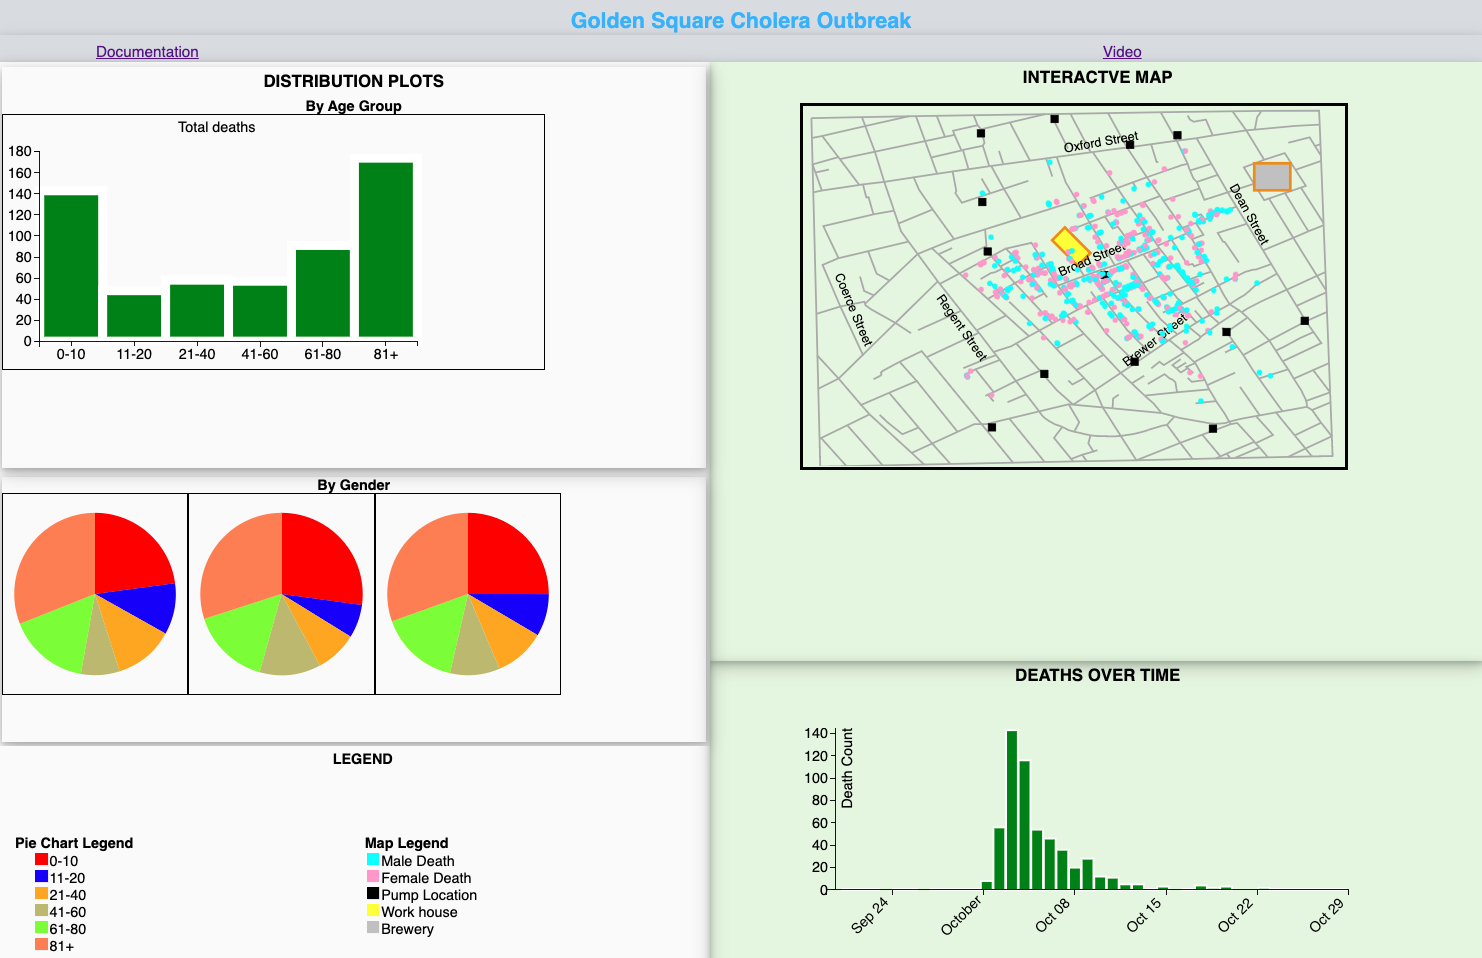 Golden Square Cholera Outbreak
Documentation
Video
DISTRIBUTION PLOTS
By Age Group
Total deaths
180
160
140
120
100
80
60
40
20
0
0-10 11-20 21-40 41-60 61-80 81+
By Gender
LEGEND
Pie Chart Legend
0-10
11-20
21-40
41-60
61-80
81+
Map Legend
Male Death
Female Death
Pump Location
Work house
Brewery
INTERACTVE MAP
Oxford Street
Dean Street
Broad Street
Coerce Street
Regent Street
Brewer Street
DEATHS OVER TIME
Death Count
140
120
100
80
60
40
20
0
Sep 24 October Oct 08 Oct 15 Oct 22 Oct 29